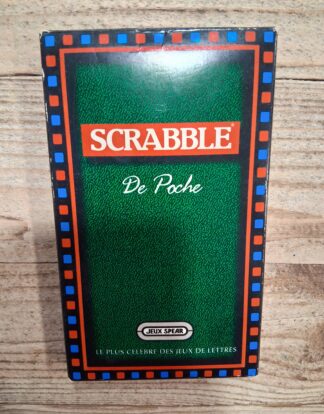 SCRABBLE
De Poche
JEUX SPEAR
LE PLUS CELEBRE DES JEUX DE LETTRES